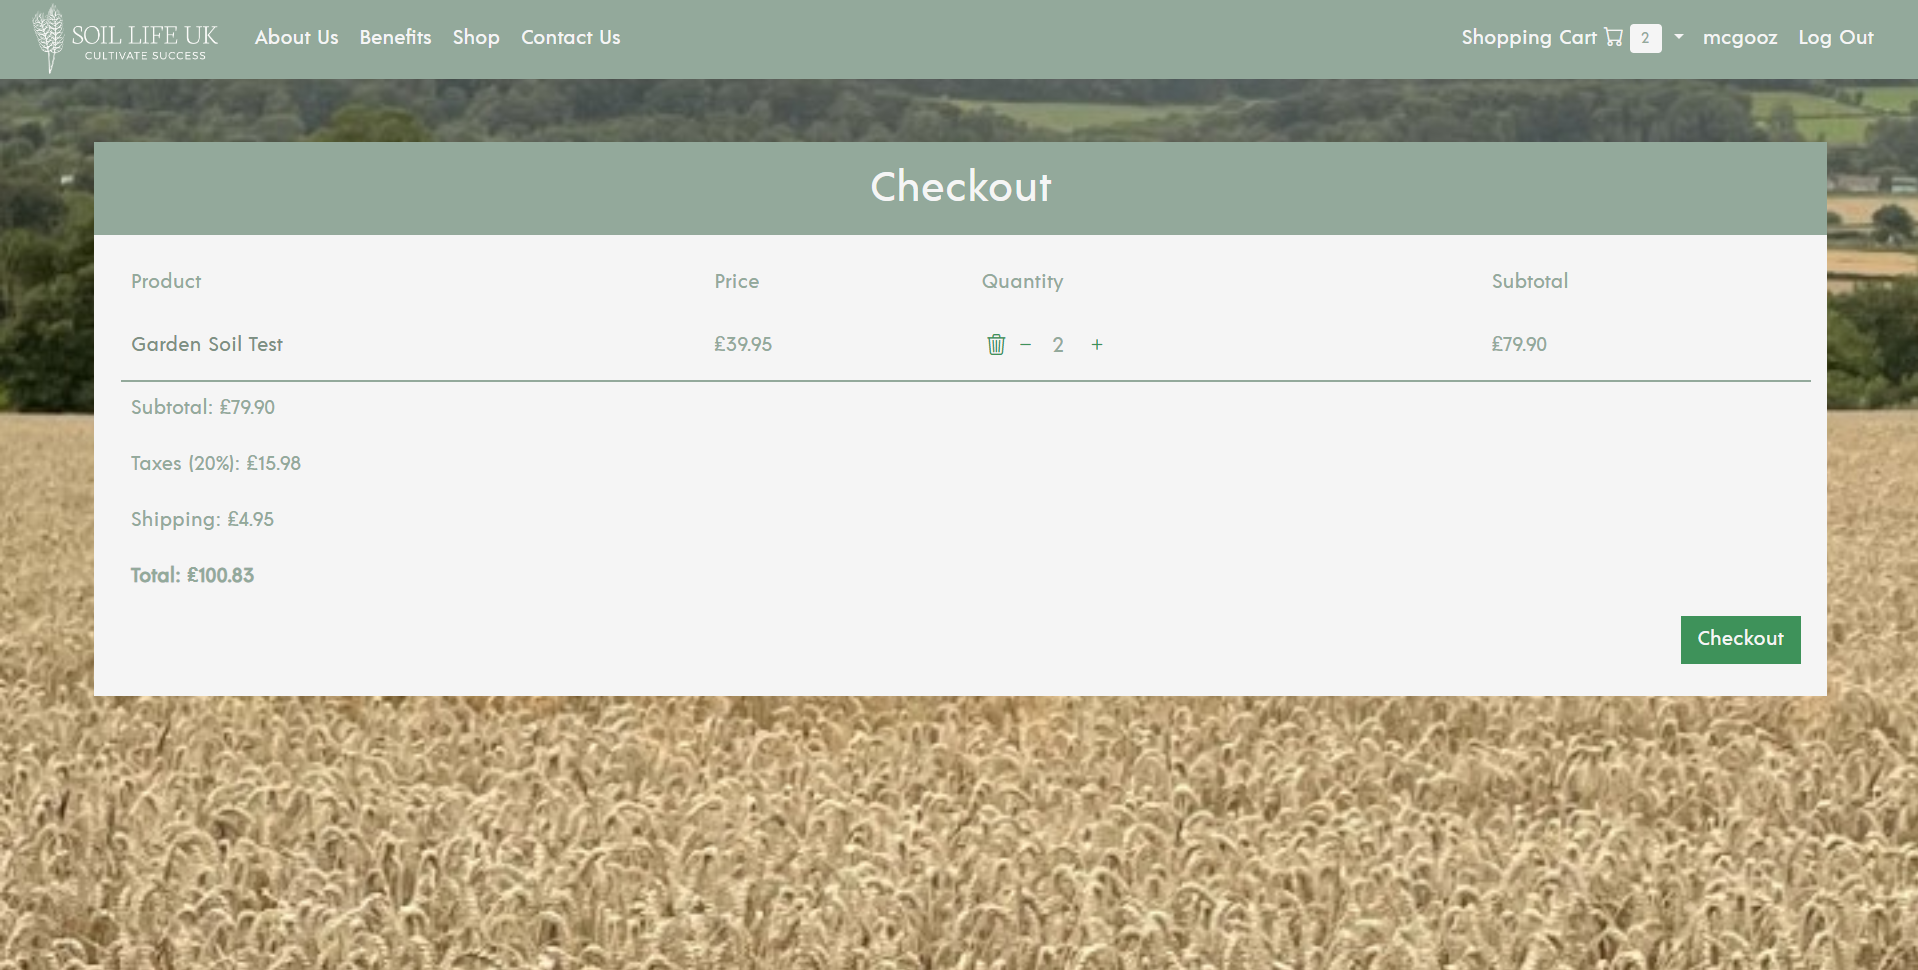 SOIL LIFE UK
CULTIVATE SUCCESS
About Us Benefits Shop Contact Us
Shopping Cart 2 mcgooz Log Out
Checkout
Product Price Quantity Subtotal
Garden Soil Test £39.95 − 2 + £79.90
Subtotal: £79.90
Taxes (20%): £15.98
Shipping: £4.95
Total: £100.83
Checkout